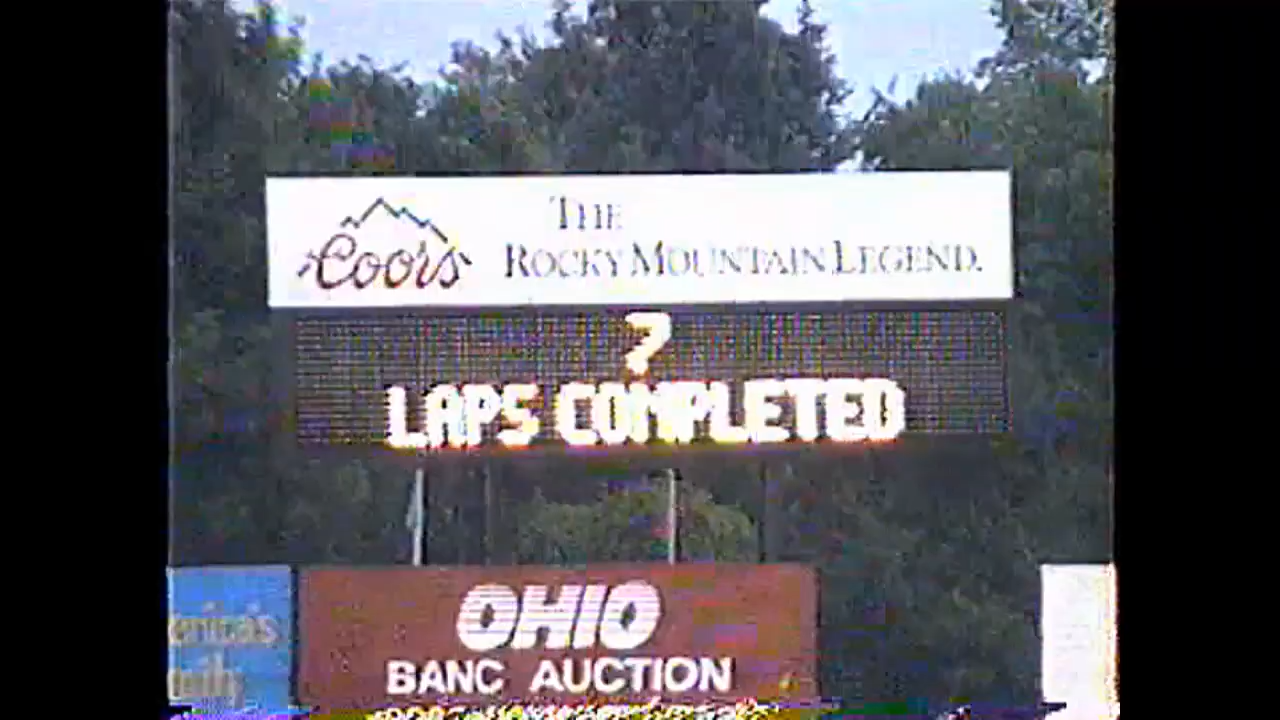 Coors
THE
ROCKY MOUNTAIN LEGEND.
7
LAPS COMPLETED
OHIO
BANC AUCTION